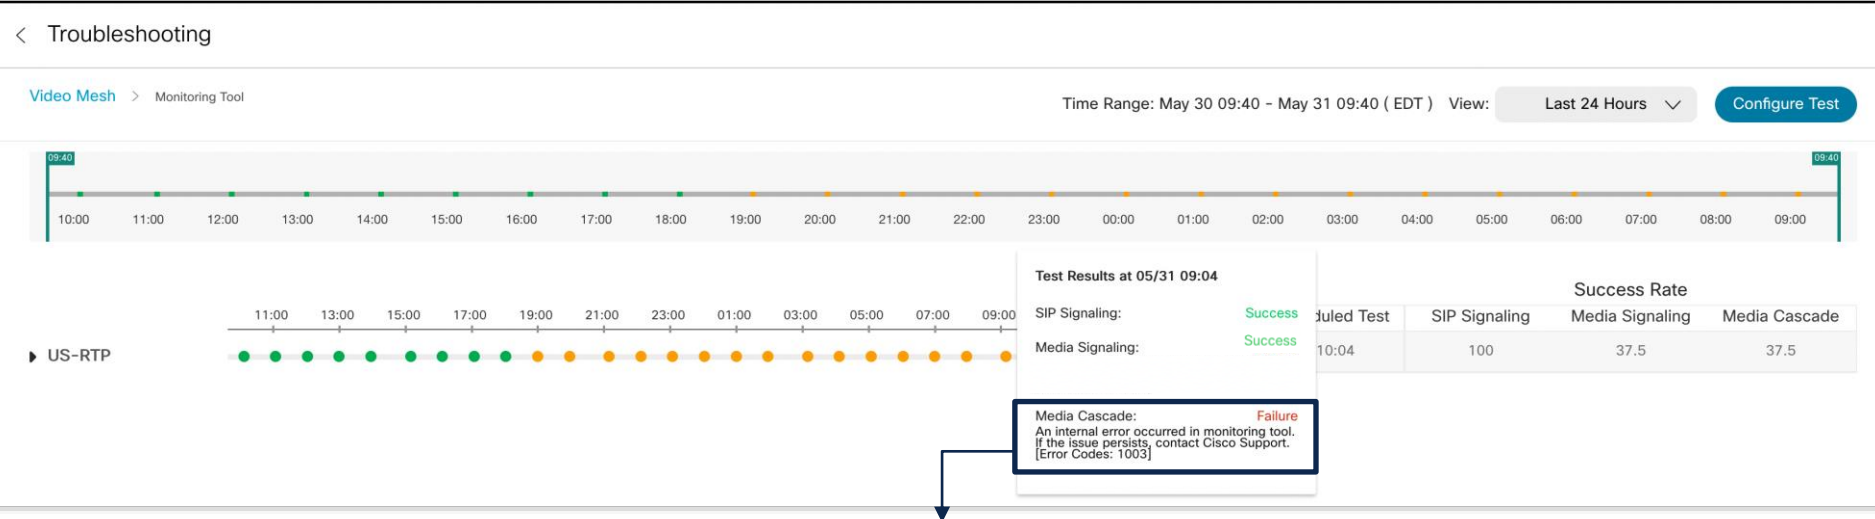 < Troubleshooting
Video Mesh > Monitoring Tool
Time Range: May 30 09:40 - May 31 09:40 ( EDT ) View: Last 24 Hours Configure Test
09:40 09:40
10:00 11:00 12:00 13:00 14:00 15:00 16:00 17:00 18:00 19:00 20:00 21:00 22:00 23:00 00:00 01:00 02:00 03:00 04:00 05:00 06:00 07:00 08:00 09:00
Test Results at 05/31 09:04
SIP Signaling: Success
Media Signaling: Success
Media Cascade: Failure
An internal error occurred in monitoring tool.
If the issue persists, contact Cisco Support.
[Error Codes: 1003]
Success Rate
11:00 13:00 15:00 17:00 19:00 21:00 23:00 01:00 03:00 05:00 07:00 09:00
duled Test SIP Signaling Media Signaling Media Cascade
US-RTP
10:04 100 37.5 37.5